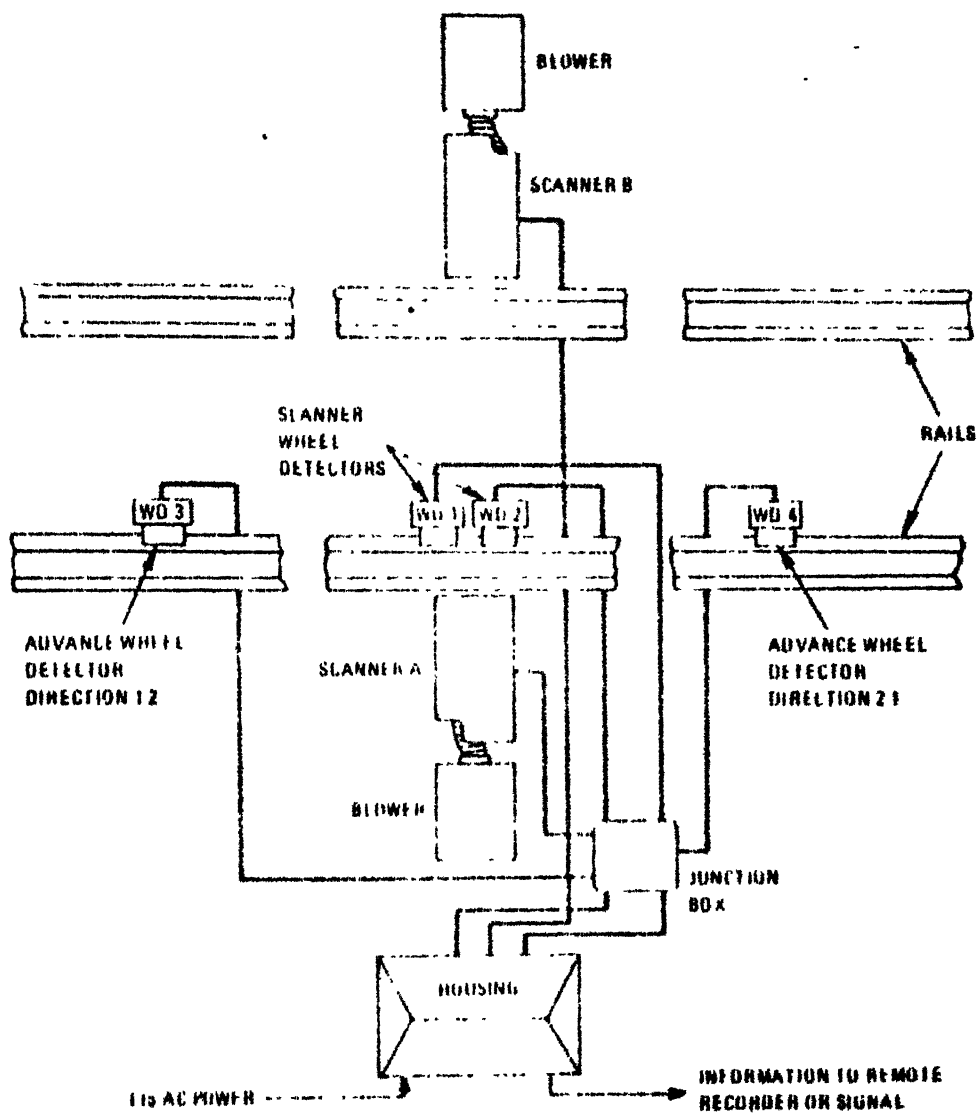 BLOWER
SCANNER B
SCANNER
WHEEL
DETECTORS
RAILS
WD 3
WD 1
WD 2
WD 4
ADVANCE WHEEL
DETECTOR
DIRECTION 1 2
SCANNER A
ADVANCE WHEEL
DETECTOR
DIRECTION 2 1
BLOWER
JUNCTION
BOX
HOUSING
115 AC POWER
INFORMATION TO REMOTE
RECORDER OR SIGNAL